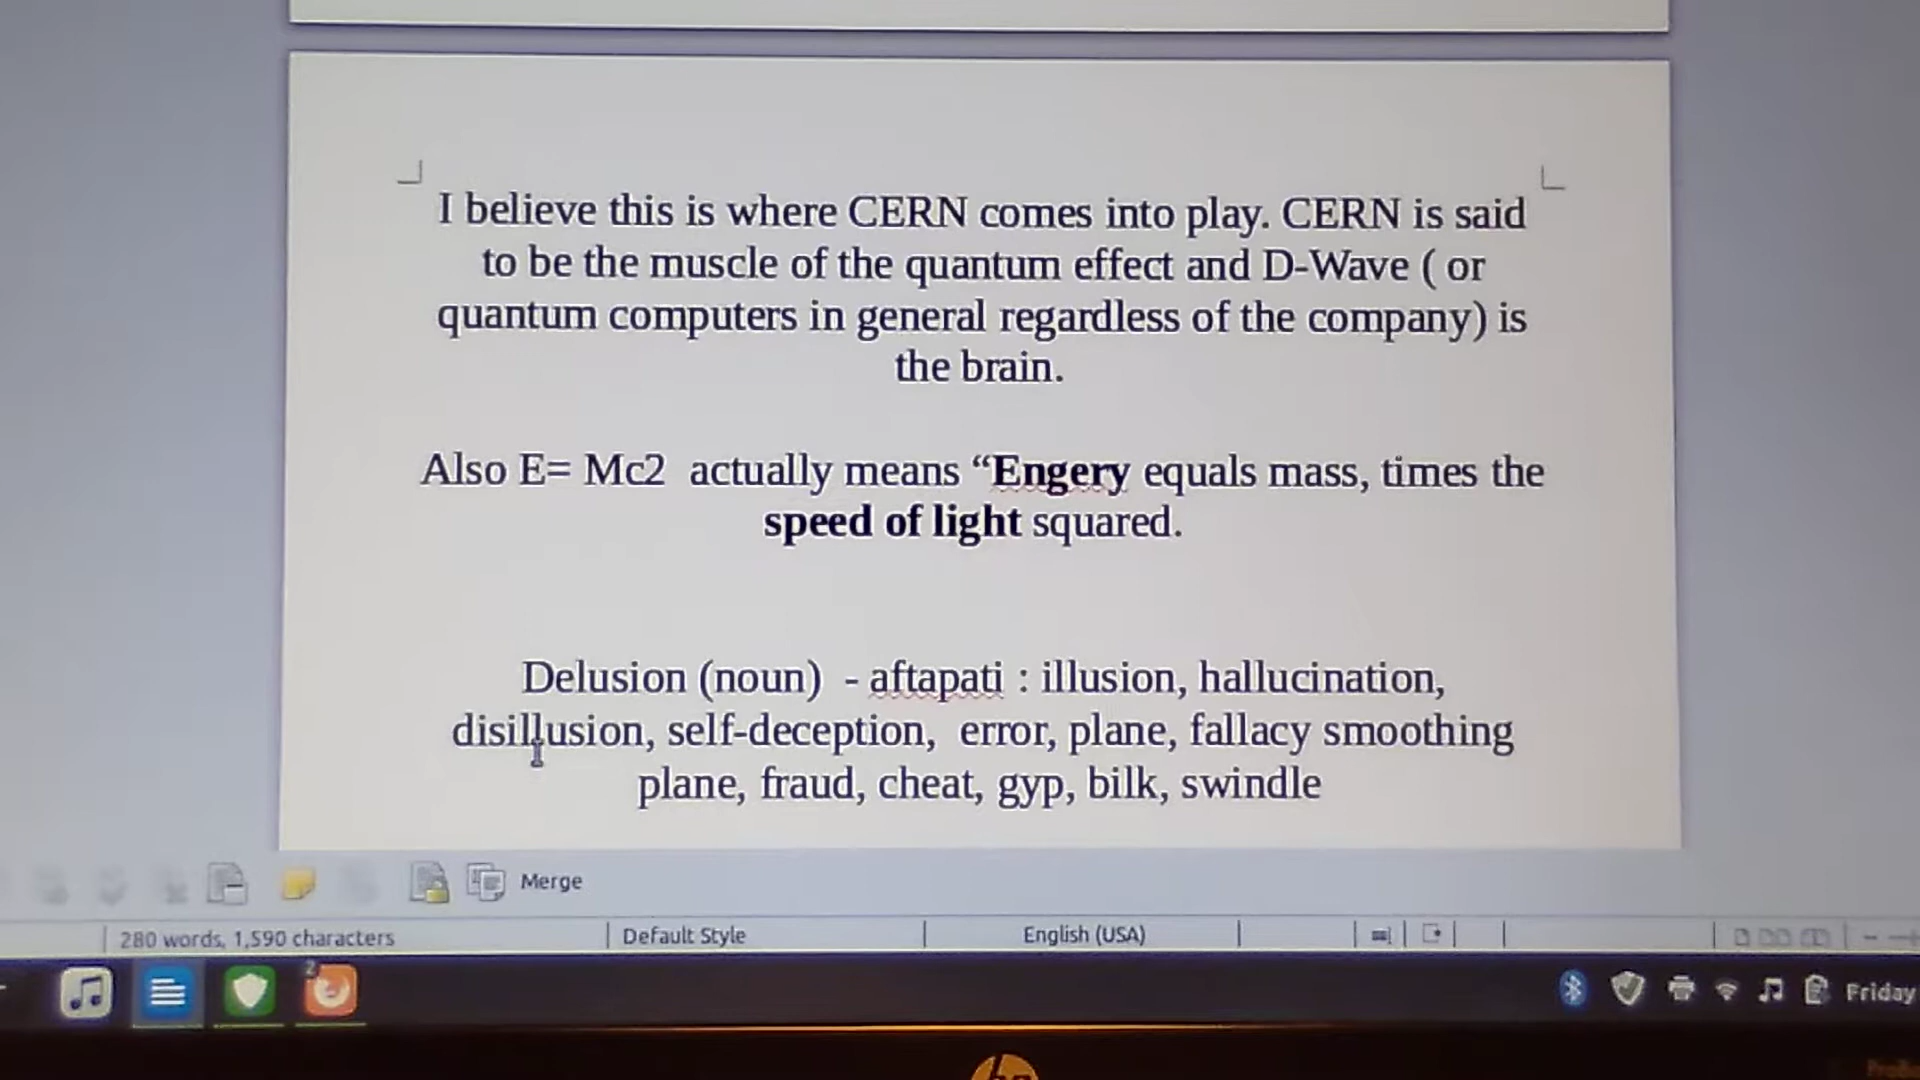 I believe this is where CERN comes into play. CERN is said
to be the muscle of the quantum effect and D-Wave ( or
quantum computers in general regardless of the company) is
the brain.
Also E= Mc2  actually means “Engery equals mass, times the
speed of light squared.
Delusion (noun)  - aftapati : illusion, hallucination,
disillusion, self-deception,  error, plane, fallacy smoothing
plane, fraud, cheat, gyp, bilk, swindle
Merge
280 words, 1,590 characters
Default Style
English (USA)
2
Friday
hp